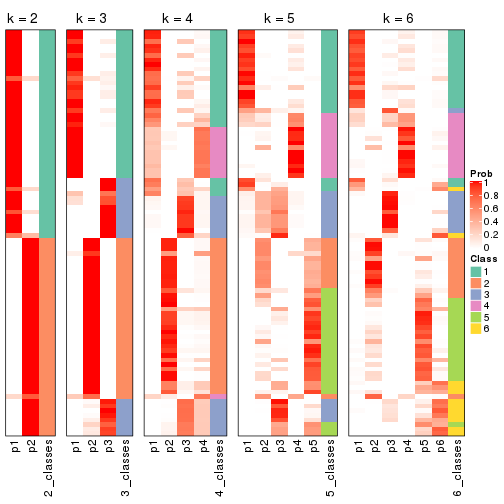 k = 2
k = 3
k = 4
k = 5
k = 6
p1
p2
2_classes
p1
p2
p3
3_classes
p1
p2
p3
p4
4_classes
p1
p2
p3
p4
p5
5_classes
p1
p2
p3
p4
p5
p6
6_classes
Prob
1
0.8
0.6
0.4
0.2
0
Class
1
2
3
4
5
6